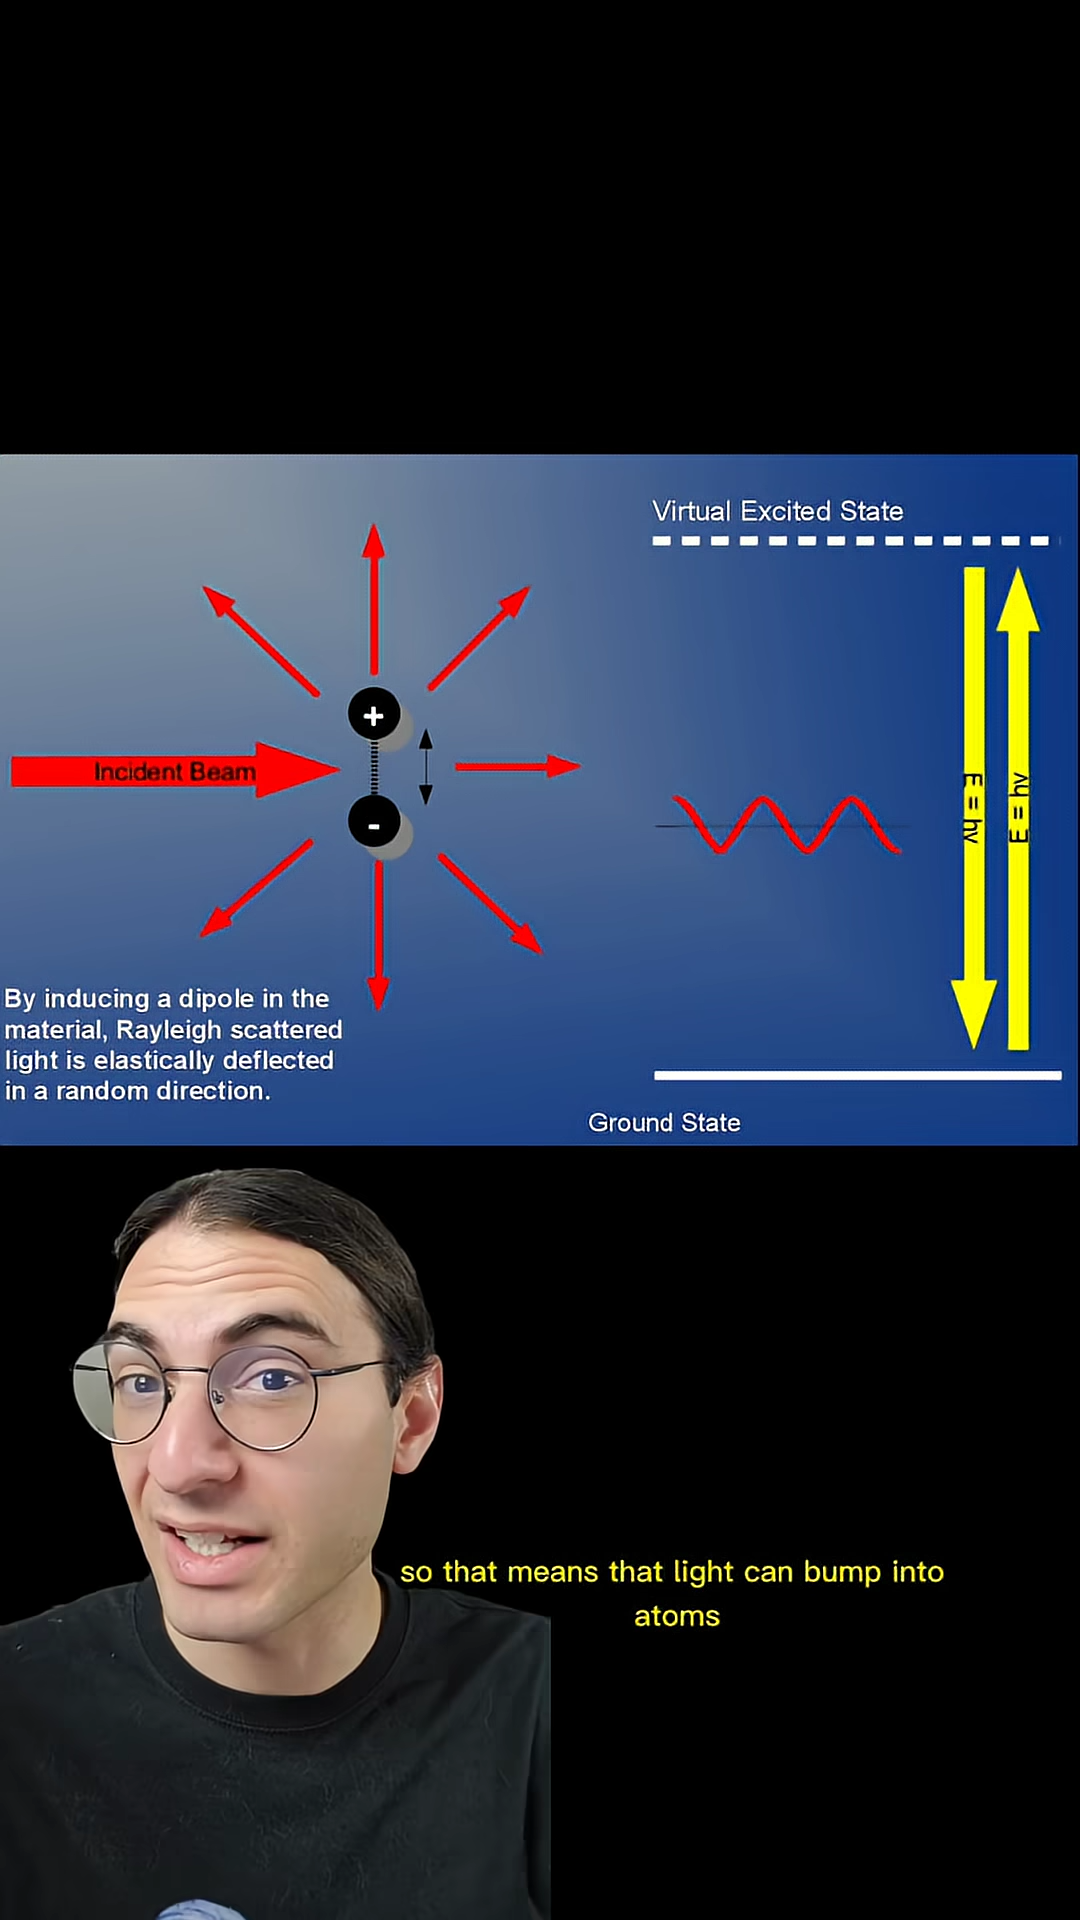 Virtual Excited State
+
Incident Beam
-
E = hν
E = hν
By inducing a dipole in the
material, Rayleigh scattered
light is elastically deflected
in a random direction.
Ground State
so that means that light can bump into
atoms